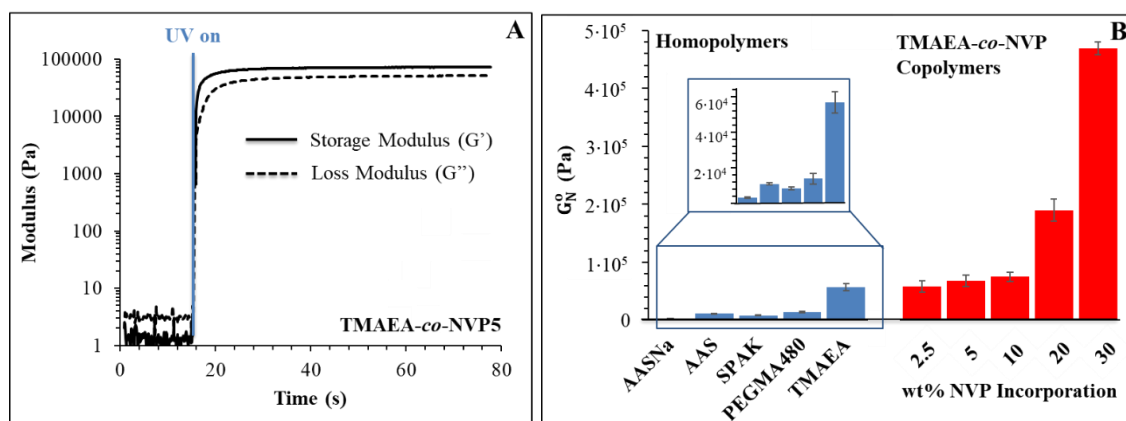 UV on
A
100000
10000
1000
100
10
1
Modulus (Pa)
Storage Modulus (G’)
Loss Modulus (G’’)
TMAEA-co-NVP5
0
20
40
60
80
Time (s)
B
Homopolymers
TMAEA-co-NVP
Copolymers
5·10⁵
4·10⁵
3·10⁵
2·10⁵
1·10⁵
0
G°N (Pa)
6·10⁴
4·10⁴
2·10⁴
AASNa
AAS
SPAK
PEGMA480
TMAEA
2.5
5
10
20
30
wt% NVP Incorporation